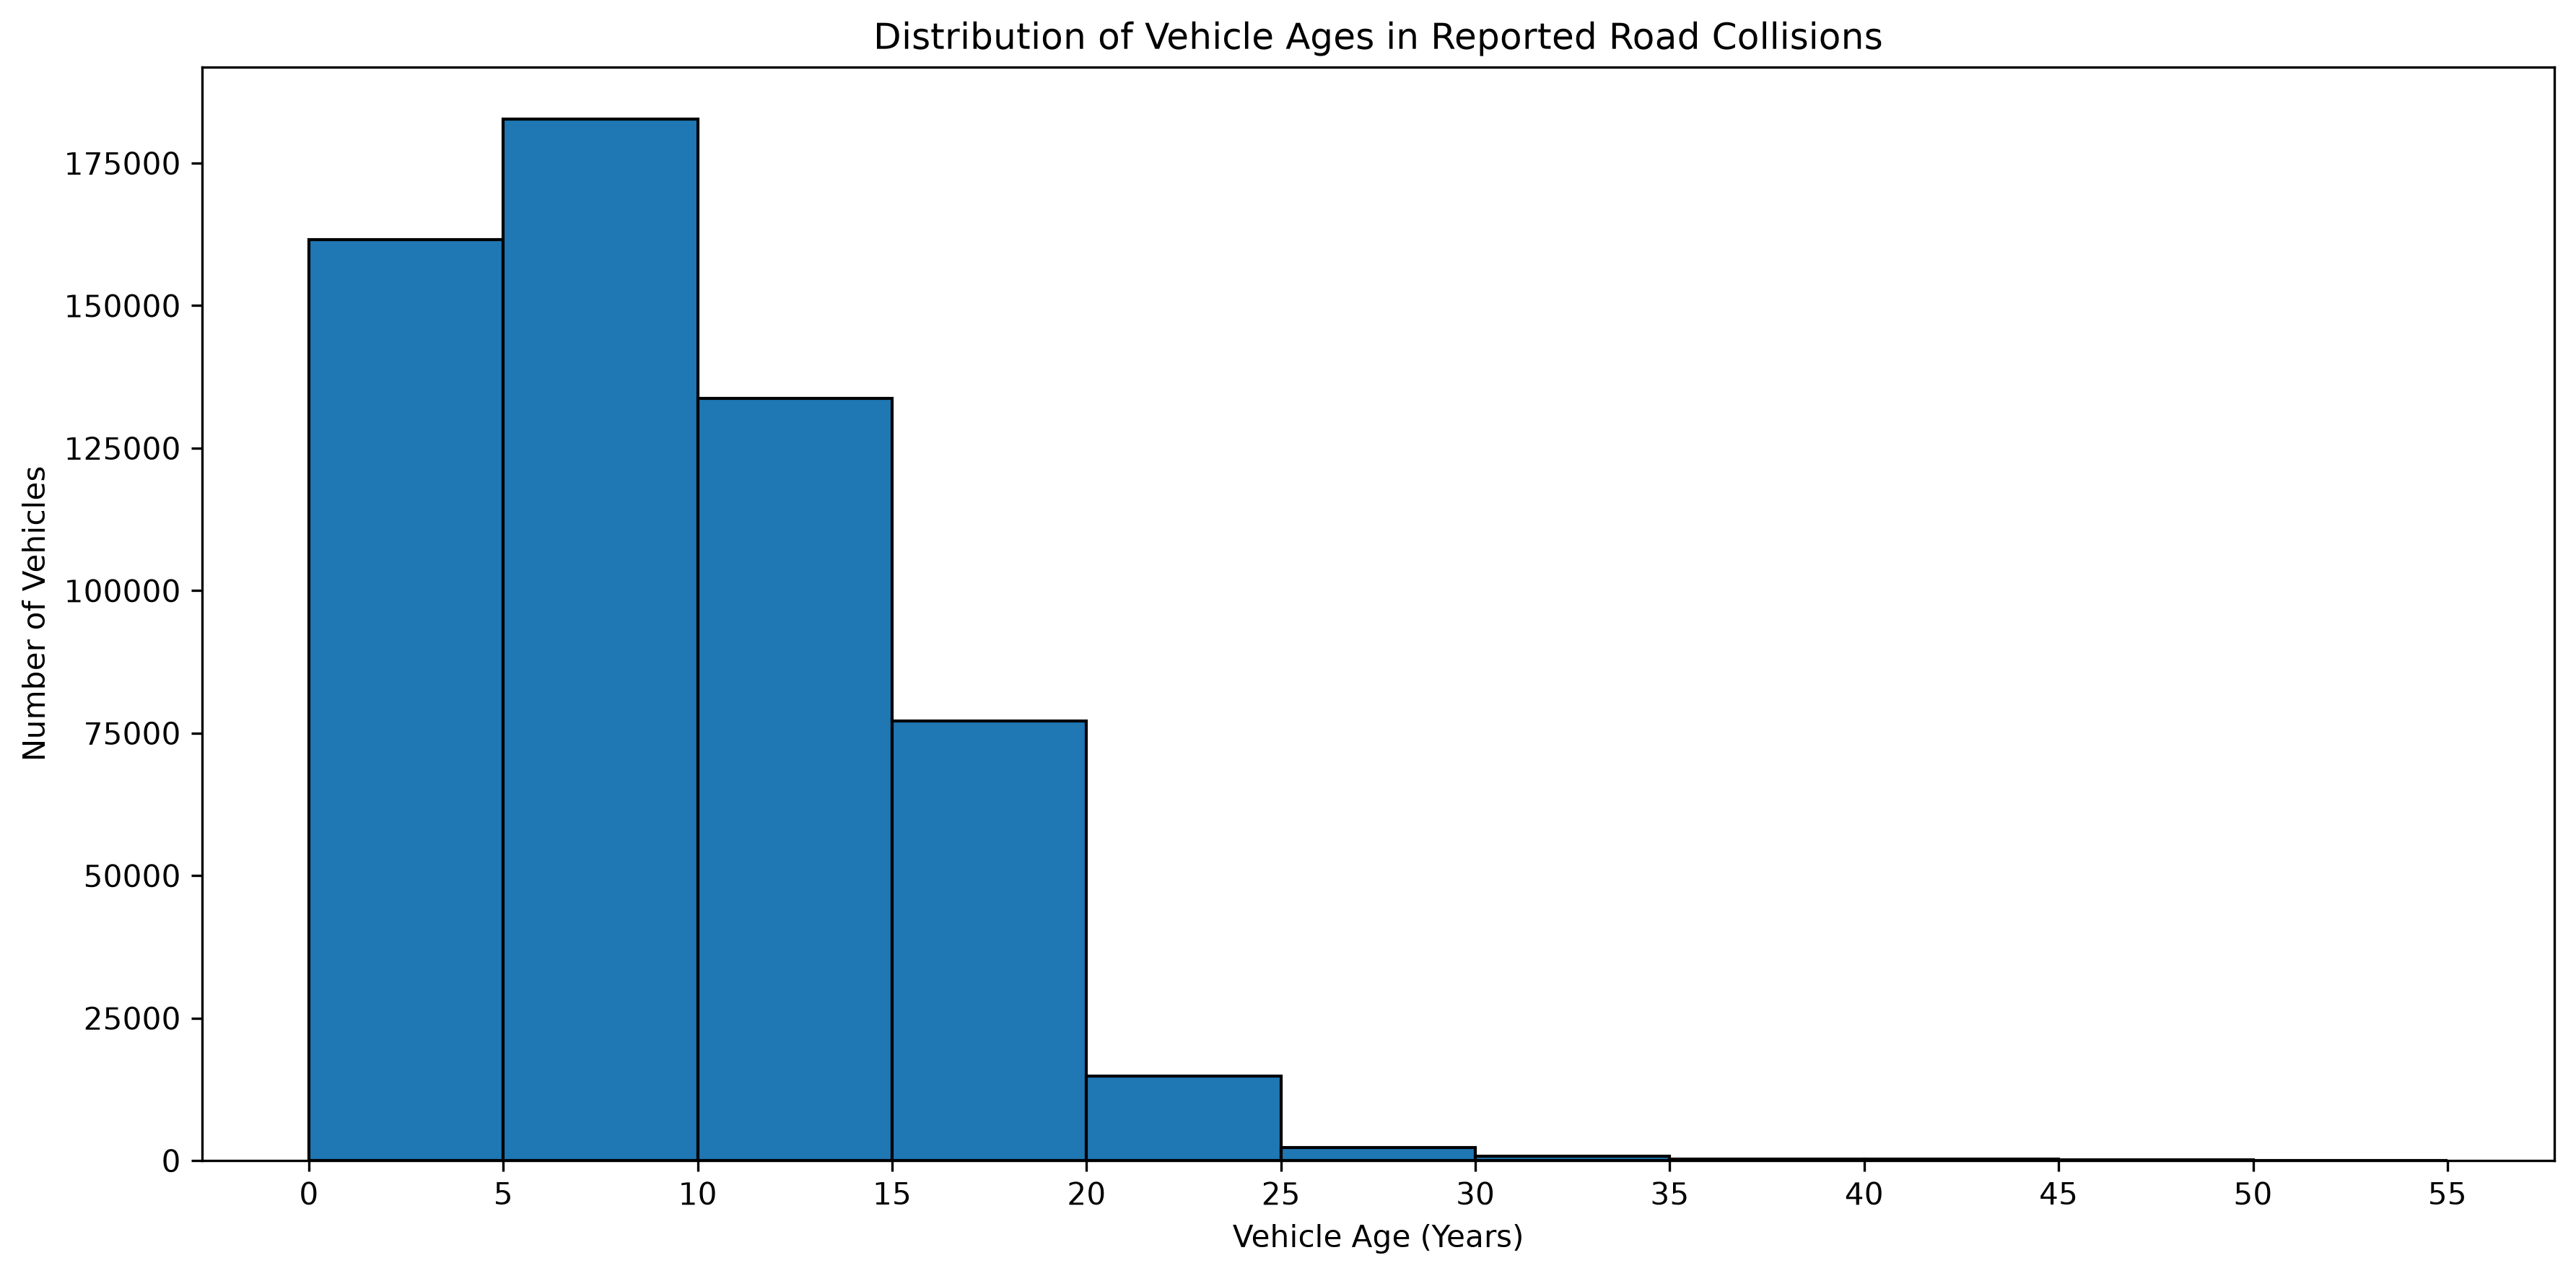 Distribution of Vehicle Ages in Reported Road Collisions
Number of Vehicles
175000
150000
125000
100000
75000
50000
25000
0
0 5 10 15 20 25 30 35 40 45 50 55
Vehicle Age (Years)